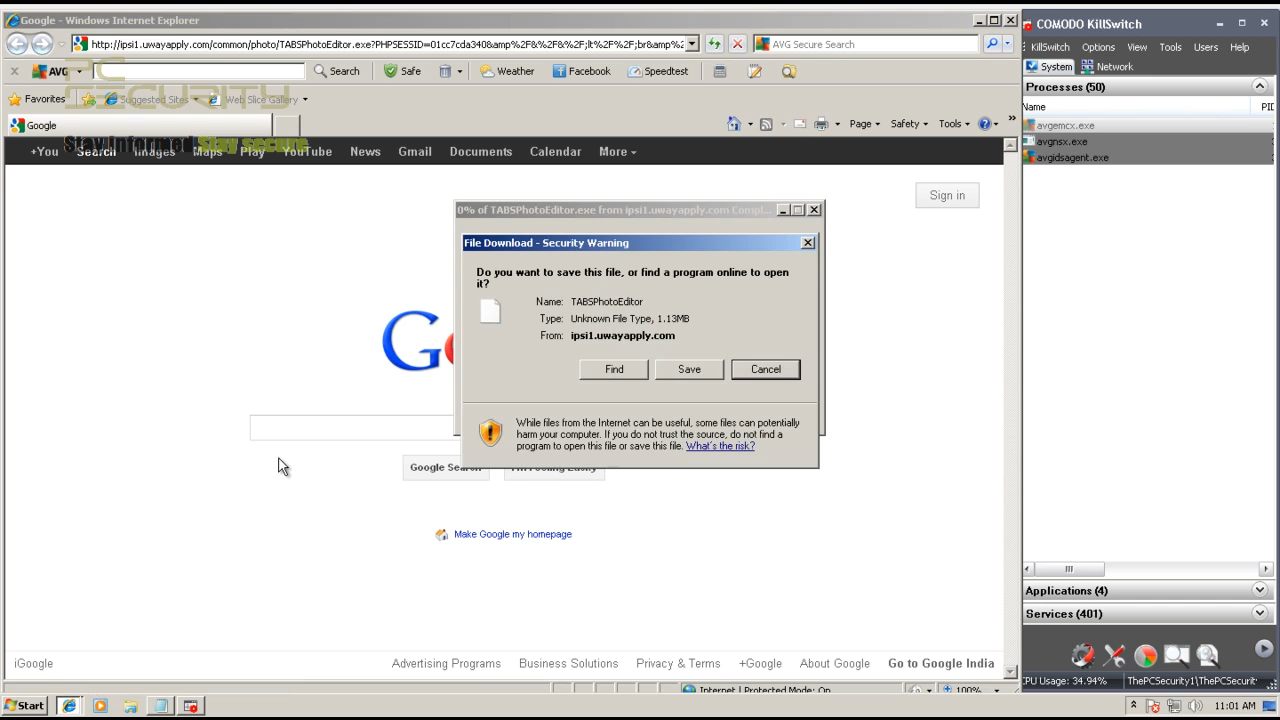 Google - Windows Internet Explorer
http://ipsi1.uwayapply.com/common/photo/TABSPhotoEditor.exe?PHPSESSID=01cc7cda340&amp%2F&%2F&%2F;lt%2F%2F;br&amp%2
AVG Secure Search
AVG
Search
Safe
Weather
Facebook
Speedtest
PC
SECURITY
Stay informed Stay secure
Favorites
Suggested Sites
Web Slice Gallery
Google
Page
Safety
Tools
+You
Search
Images
Maps
Play
YouTube
News
Gmail
Documents
Calendar
More
Sign in
0% of TABSPhotoEditor.exe from ipsi1.uwayapply.com Compl...
File Download - Security Warning
Do you want to save this file, or find a program online to open
it?
Name: TABSPhotoEditor
Type: Unknown File Type, 1.13MB
From: ipsi1.uwayapply.com
Find
Save
Cancel
While files from the Internet can be useful, some files can potentially
harm your computer. If you do not trust the source, do not find a
program to open this file or save this file. What's the risk?
Google Search
I'm Feeling Lucky
Make Google my homepage
iGoogle
Advertising Programs
Business Solutions
Privacy & Terms
+Google
About Google
Go to Google India
Internet | Protected Mode: On
100%
COMODO KillSwitch
KillSwitch
Options
View
Tools
Users
Help
System
Network
Processes (50)
Name
PID
avgemcx.exe
avgnsx.exe
avgidsagent.exe
Applications (4)
Services (401)
CPU Usage: 34.94%
ThePCSecurity1\ThePCSecurit
Start
11:01 AM